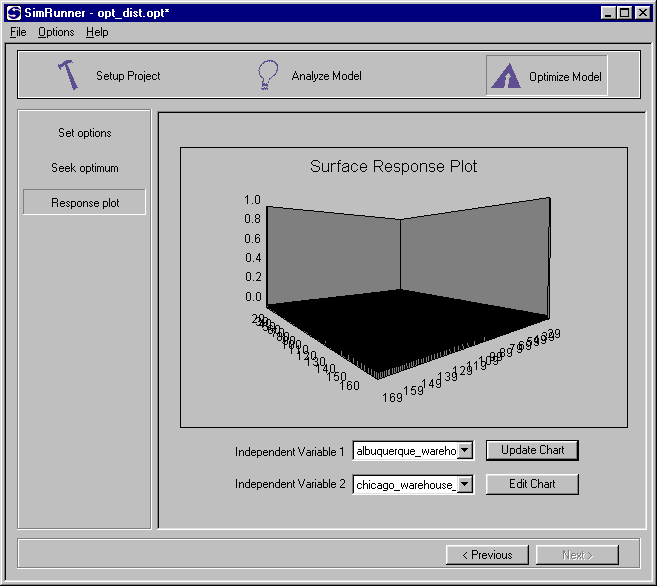 SimRunner - opt_dist.opt*
File Options Help
Setup Project
Analyze Model
Optimize Model
Set options
Seek optimum
Response plot
Surface Response Plot
1.0
0.8
0.6
0.4
0.2
0.0
110
120
130
140
150
160
169
159
149
139
129
119
29
Independent Variable 1
albuquerque_wareho
Update Chart
Independent Variable 2
chicago_warehouse_
Edit Chart
< Previous
Next >